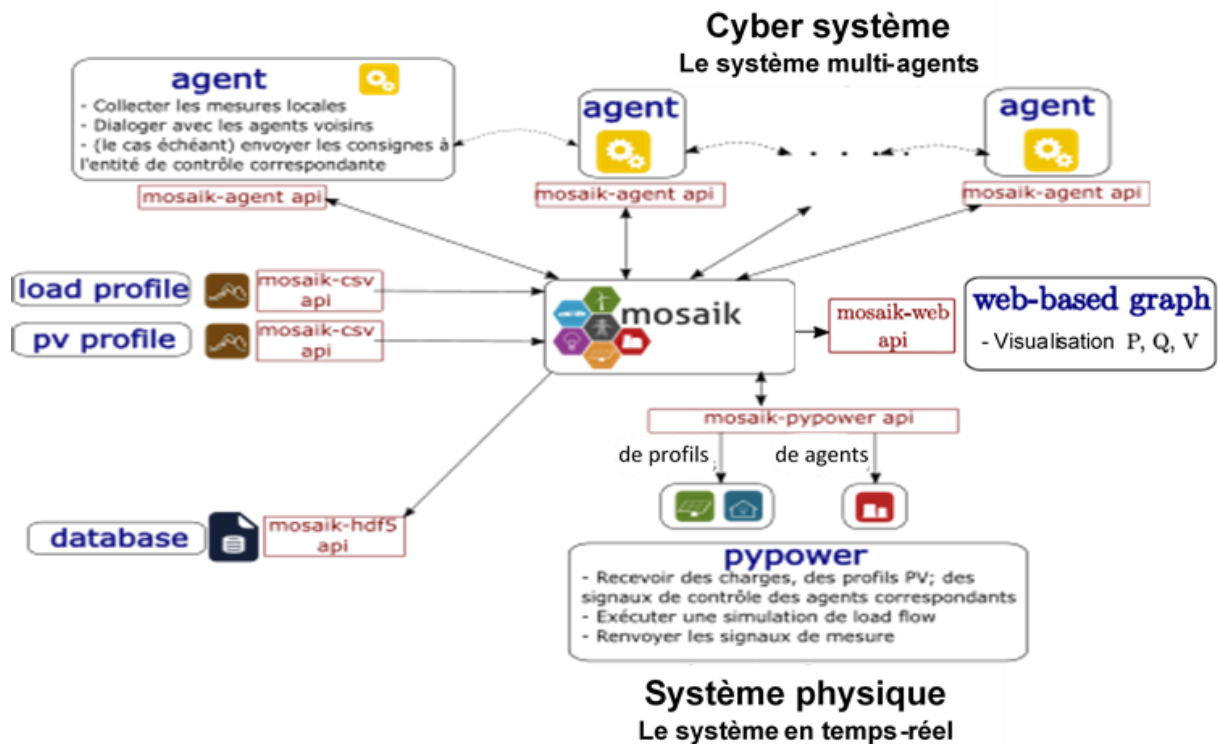 Cyber système
Le système multi-agents
agent
- Collecter les mesures locales
- Dialoger avec les agents voisins
- (le cas échéant) envoyer les consignes à
l'entité de contrôle correspondante
agent
. . . .
agent
mosaik-agent api
mosaik-agent api
mosaik-agent api
load profile
mosaik-csv
api
pv profile
mosaik-csv
api
mosaik
mosaik-web
api
web-based graph
- Visualisation P, Q, V
mosaik-pypower api
de profils
de agents
database
mosaik-hdf5
api
pypower
- Recevoir des charges, des profils PV; des
signaux de contrôle des agents correspondants
- Exécuter une simulation de load flow
- Renvoyer les signaux de mesure
Système physique
Le système en temps-réel